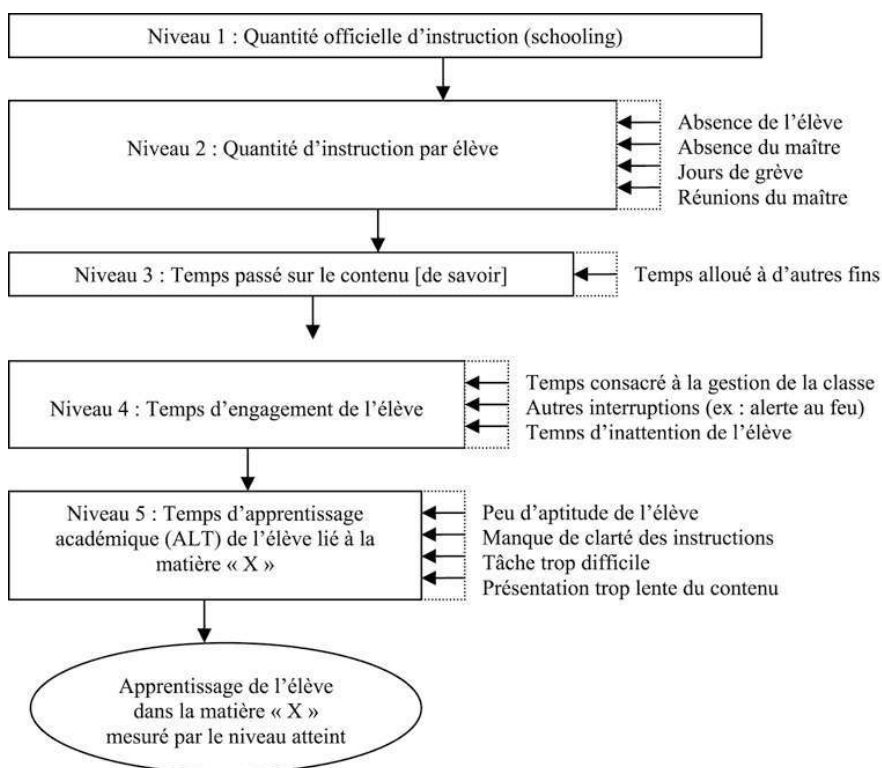 Niveau 1 : Quantité officielle d’instruction (schooling)
Niveau 2 : Quantité d’instruction par élève
Absence de l’élève
Absence du maître
Jours de grève
Réunions du maître
Niveau 3 : Temps passé sur le contenu [de savoir]
Temps alloué à d’autres fins
Niveau 4 : Temps d’engagement de l’élève
Temps consacré à la gestion de la classe
Autres interruptions (ex : alerte au feu)
Temps d’inattention de l’élève
Niveau 5 : Temps d’apprentissage
académique (ALT) de l’élève lié à la
matière « X »
Peu d’aptitude de l’élève
Manque de clarté des instructions
Tâche trop difficile
Présentation trop lente du contenu
Apprentissage de l’élève
dans la matière « X »
mesuré par le niveau atteint